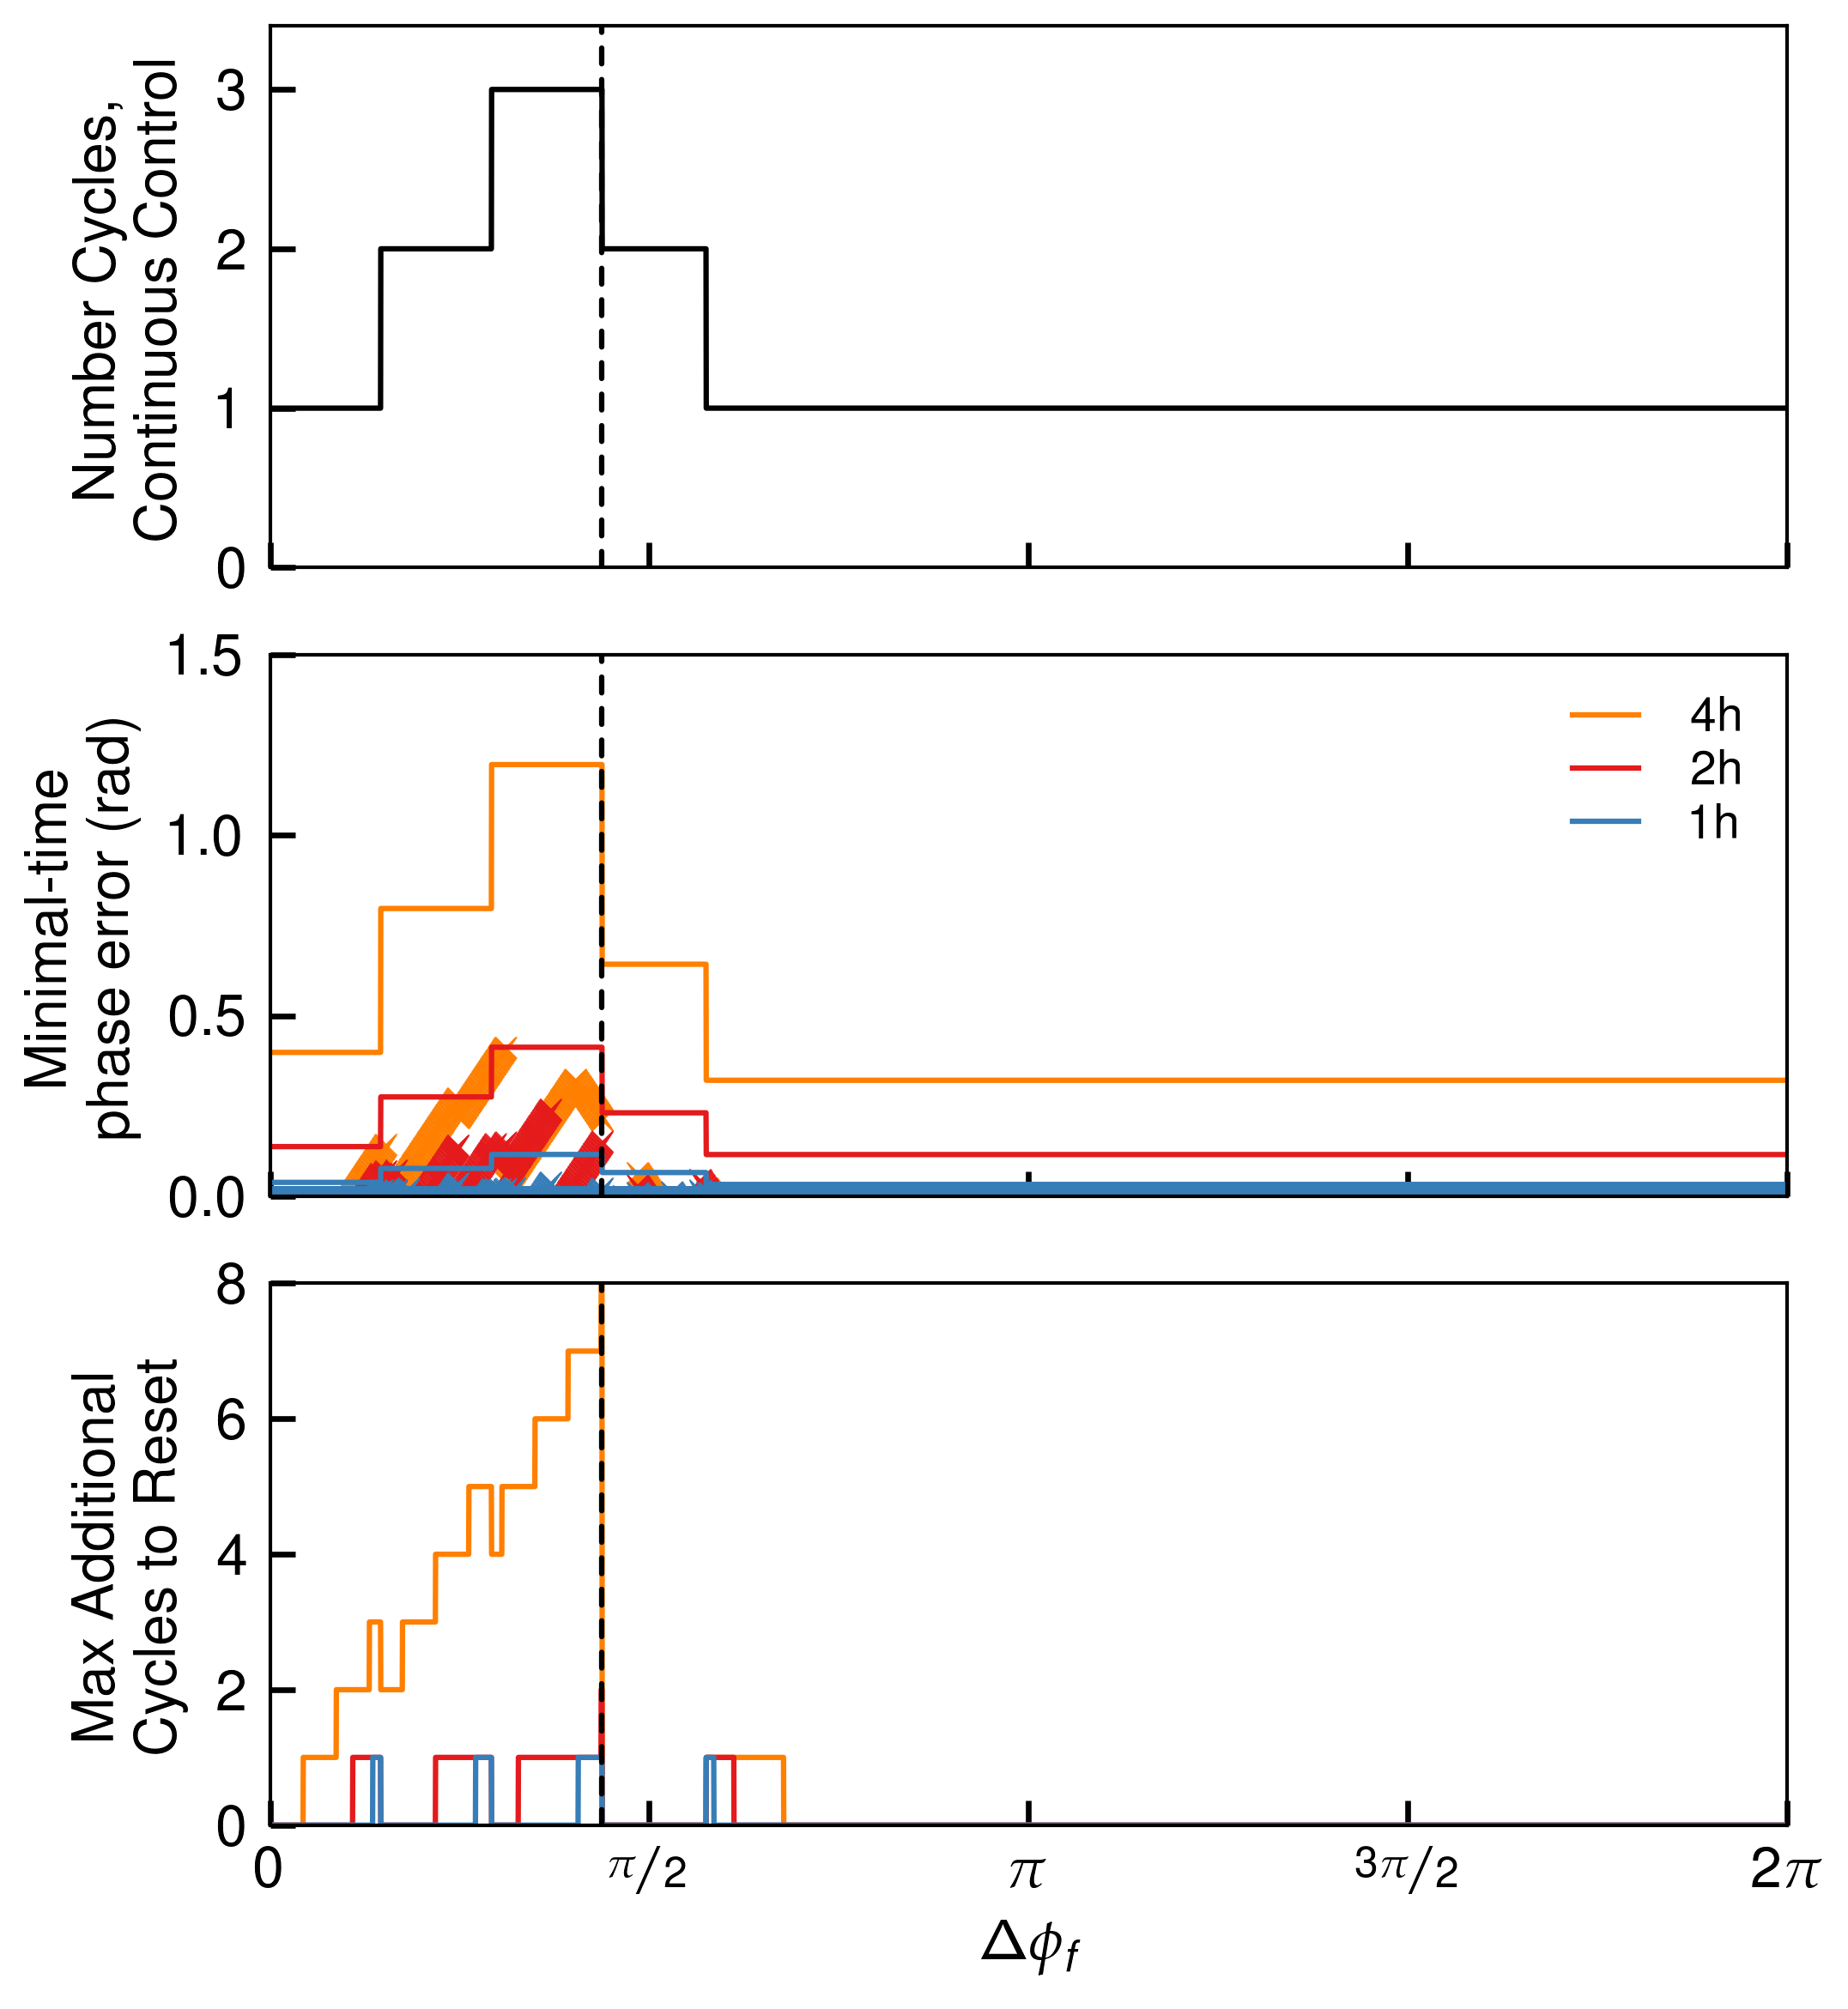 Number Cycles,
Continuous Control
3
2
1
0
Minimal-time
phase error (rad)
1.5
1.0
0.5
0.0
4h
2h
1h
Max Additional
Cycles to Reset
8
6
4
2
0
0 π/2 π 3π/2 2π
Δϕf